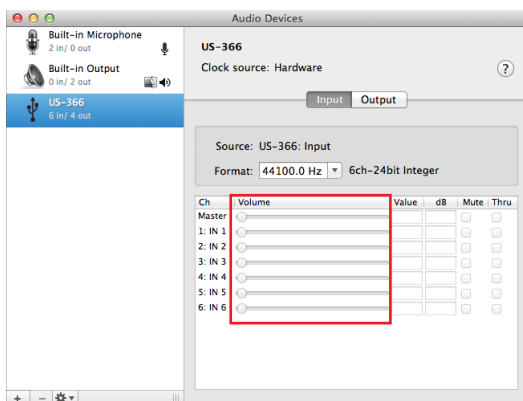 Audio Devices
Built-in Microphone
2 in/ 0 out
Built-in Output
0 in/ 2 out
US-366
6 in/ 4 out
US-366
Clock source: Hardware
?
Input Output
Source: US-366: Input
Format: 44100.0 Hz 6ch-24bit Integer
Ch Volume Value dB Mute Thru
Master
1: IN 1
2: IN 2
3: IN 3
4: IN 4
5: IN 5
6: IN 6